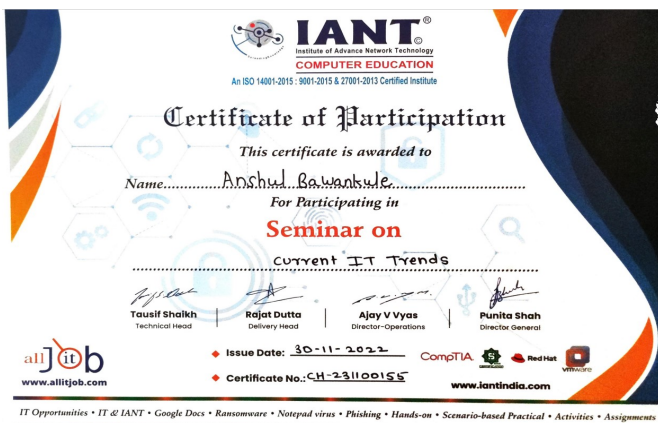 IANT®
©
Institute of Advance Network Technology
COMPUTER EDUCATION
An ISO 14001-2015 : 9001-2015 & 27001-2013 Certified Institute
Certificate of Participation
This certificate is awarded to
Name......Anshul Bawankule......
For Participating in
Seminar on
Current IT Trends
Tausif Shaikh Rajat Dutta Ajay V Vyas Punita Shah
Technical Head Delivery Head Director-Operations Director General
all Job it
www.allitjob.com
Issue Date: 30-11-2022
Certificate No.: CH-231100155
CompTIA. Red Hat vmware
www.iantindia.com
IT Opportunities • IT & IANT • Google Docs • Ransomware • Notepad virus • Phishing • Hands-on • Scenario-based Practical • Activities • Assignments